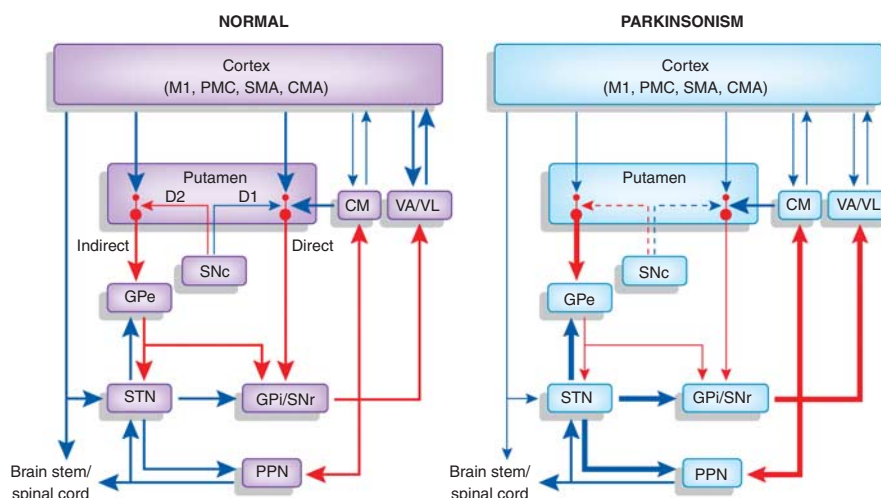 NORMAL
Cortex
(M1, PMC, SMA, CMA)
Putamen
D2
D1
CM
VA/VL
Indirect
SNc
Direct
GPe
STN
GPi/SNr
PPN
Brain stem/
spinal cord
PARKINSONISM
Cortex
(M1, PMC, SMA, CMA)
Putamen
CM
VA/VL
SNc
GPe
STN
GPi/SNr
PPN
Brain stem/
spinal cord